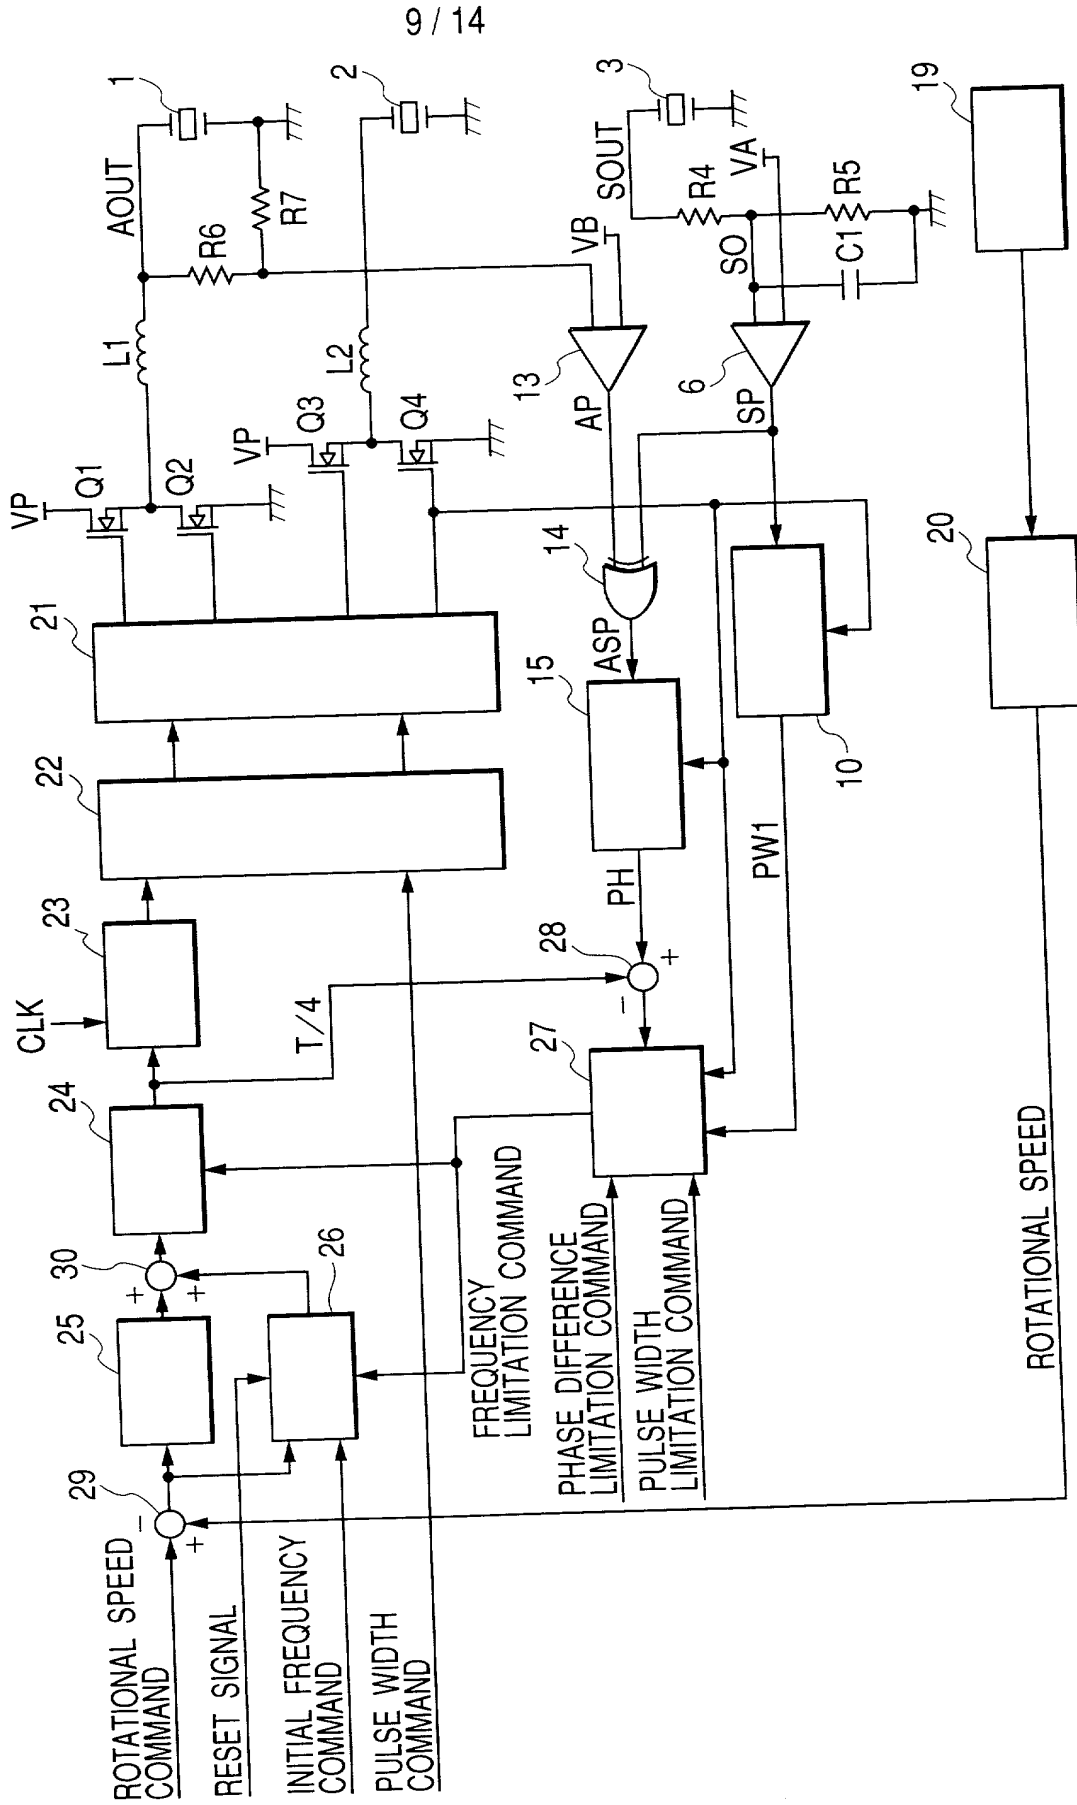 9 / 14
ROTATIONAL SPEED
COMMAND
RESET SIGNAL
INITIAL FREQUENCY
COMMAND
PULSE WIDTH
COMMAND
29
-
+
25
26
30
+
+
24
CLK
23
T/4
22
21
VP
Q1
Q2
VP
Q3
Q4
L1
L2
AOUT
R6
R7
1
2
FREQUENCY
LIMITATION COMMAND
PHASE DIFFERENCE
LIMITATION COMMAND
PULSE WIDTH
LIMITATION COMMAND
27
28
-
+
PH
15
ASP
14
AP
13
VB
PW1
10
SP
6
SO
SOUT
R4
VA
R5
C1
3
ROTATIONAL SPEED
20
19